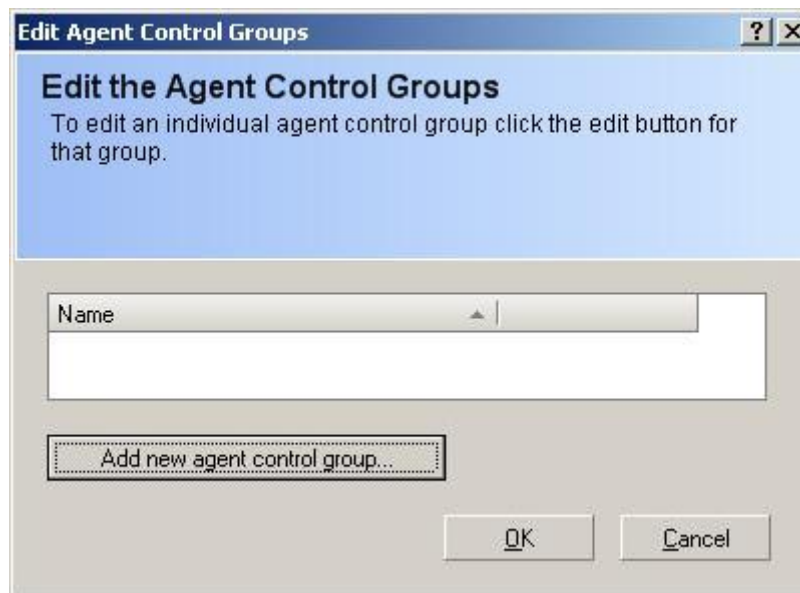 Edit Agent Control Groups
Edit the Agent Control Groups
To edit an individual agent control group click the edit button for
that group.
Name
Add new agent control group...
OK
Cancel